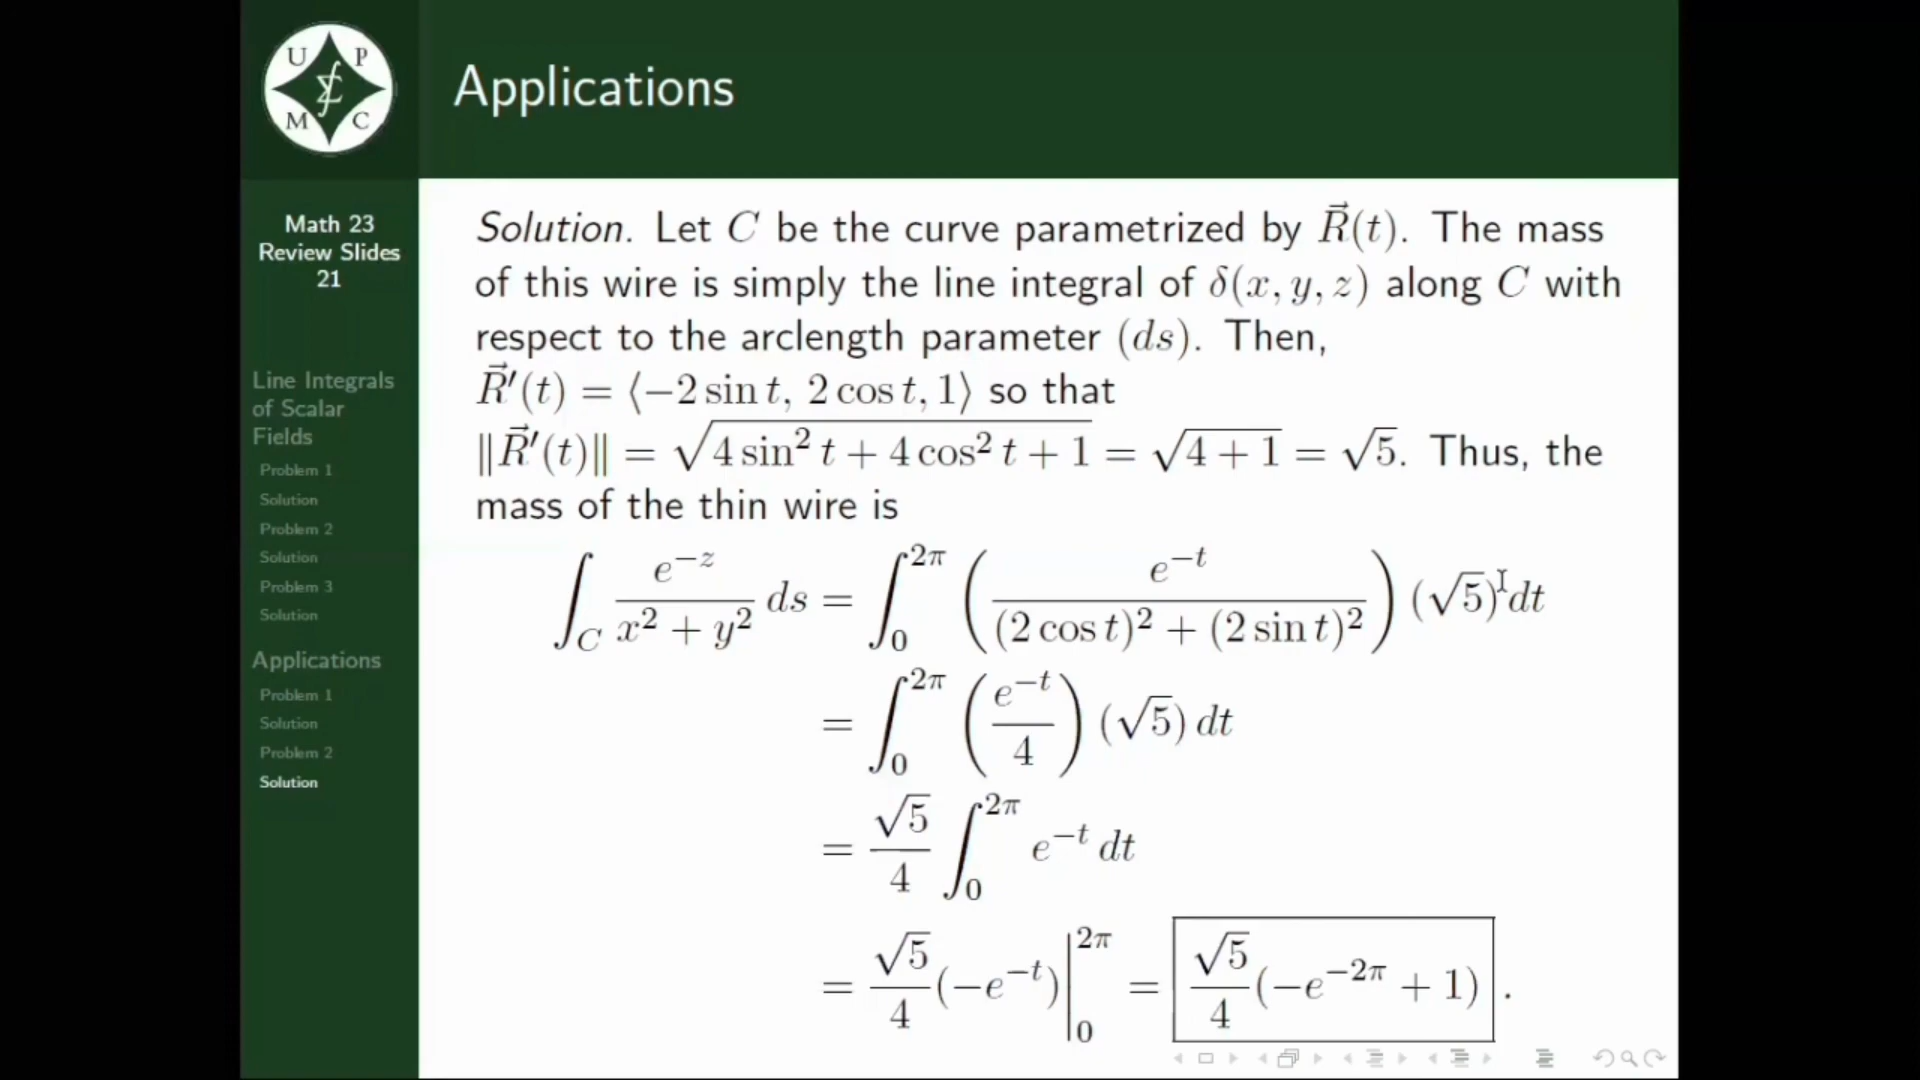 U P
M C
Applications
Math 23
Review Slides
21
Line Integrals
of Scalar
Fields
Problem 1
Solution
Problem 2
Solution
Problem 3
Solution
Applications
Problem 1
Solution
Problem 2
Solution
Solution. Let C be the curve parametrized by R⃗(t). The mass
of this wire is simply the line integral of δ(x, y, z) along C with
respect to the arclength parameter (ds). Then,
R⃗′(t) = ⟨−2 sin t, 2 cos t, 1⟩ so that
‖R⃗′(t)‖ = √(4 sin² t + 4 cos² t + 1) = √(4 + 1) = √5. Thus, the
mass of the thin wire is
∫_C e^{−z}/(x² + y²) ds = ∫_0^{2π} (e^{−t}/((2 cos t)² + (2 sin t)²)) (√5) dt
= ∫_0^{2π} (e^{−t}/4) (√5) dt
= √5/4 ∫_0^{2π} e^{−t} dt
= √5/4 (−e^{−t})|_0^{2π} = √5/4 (−e^{−2π} + 1) .